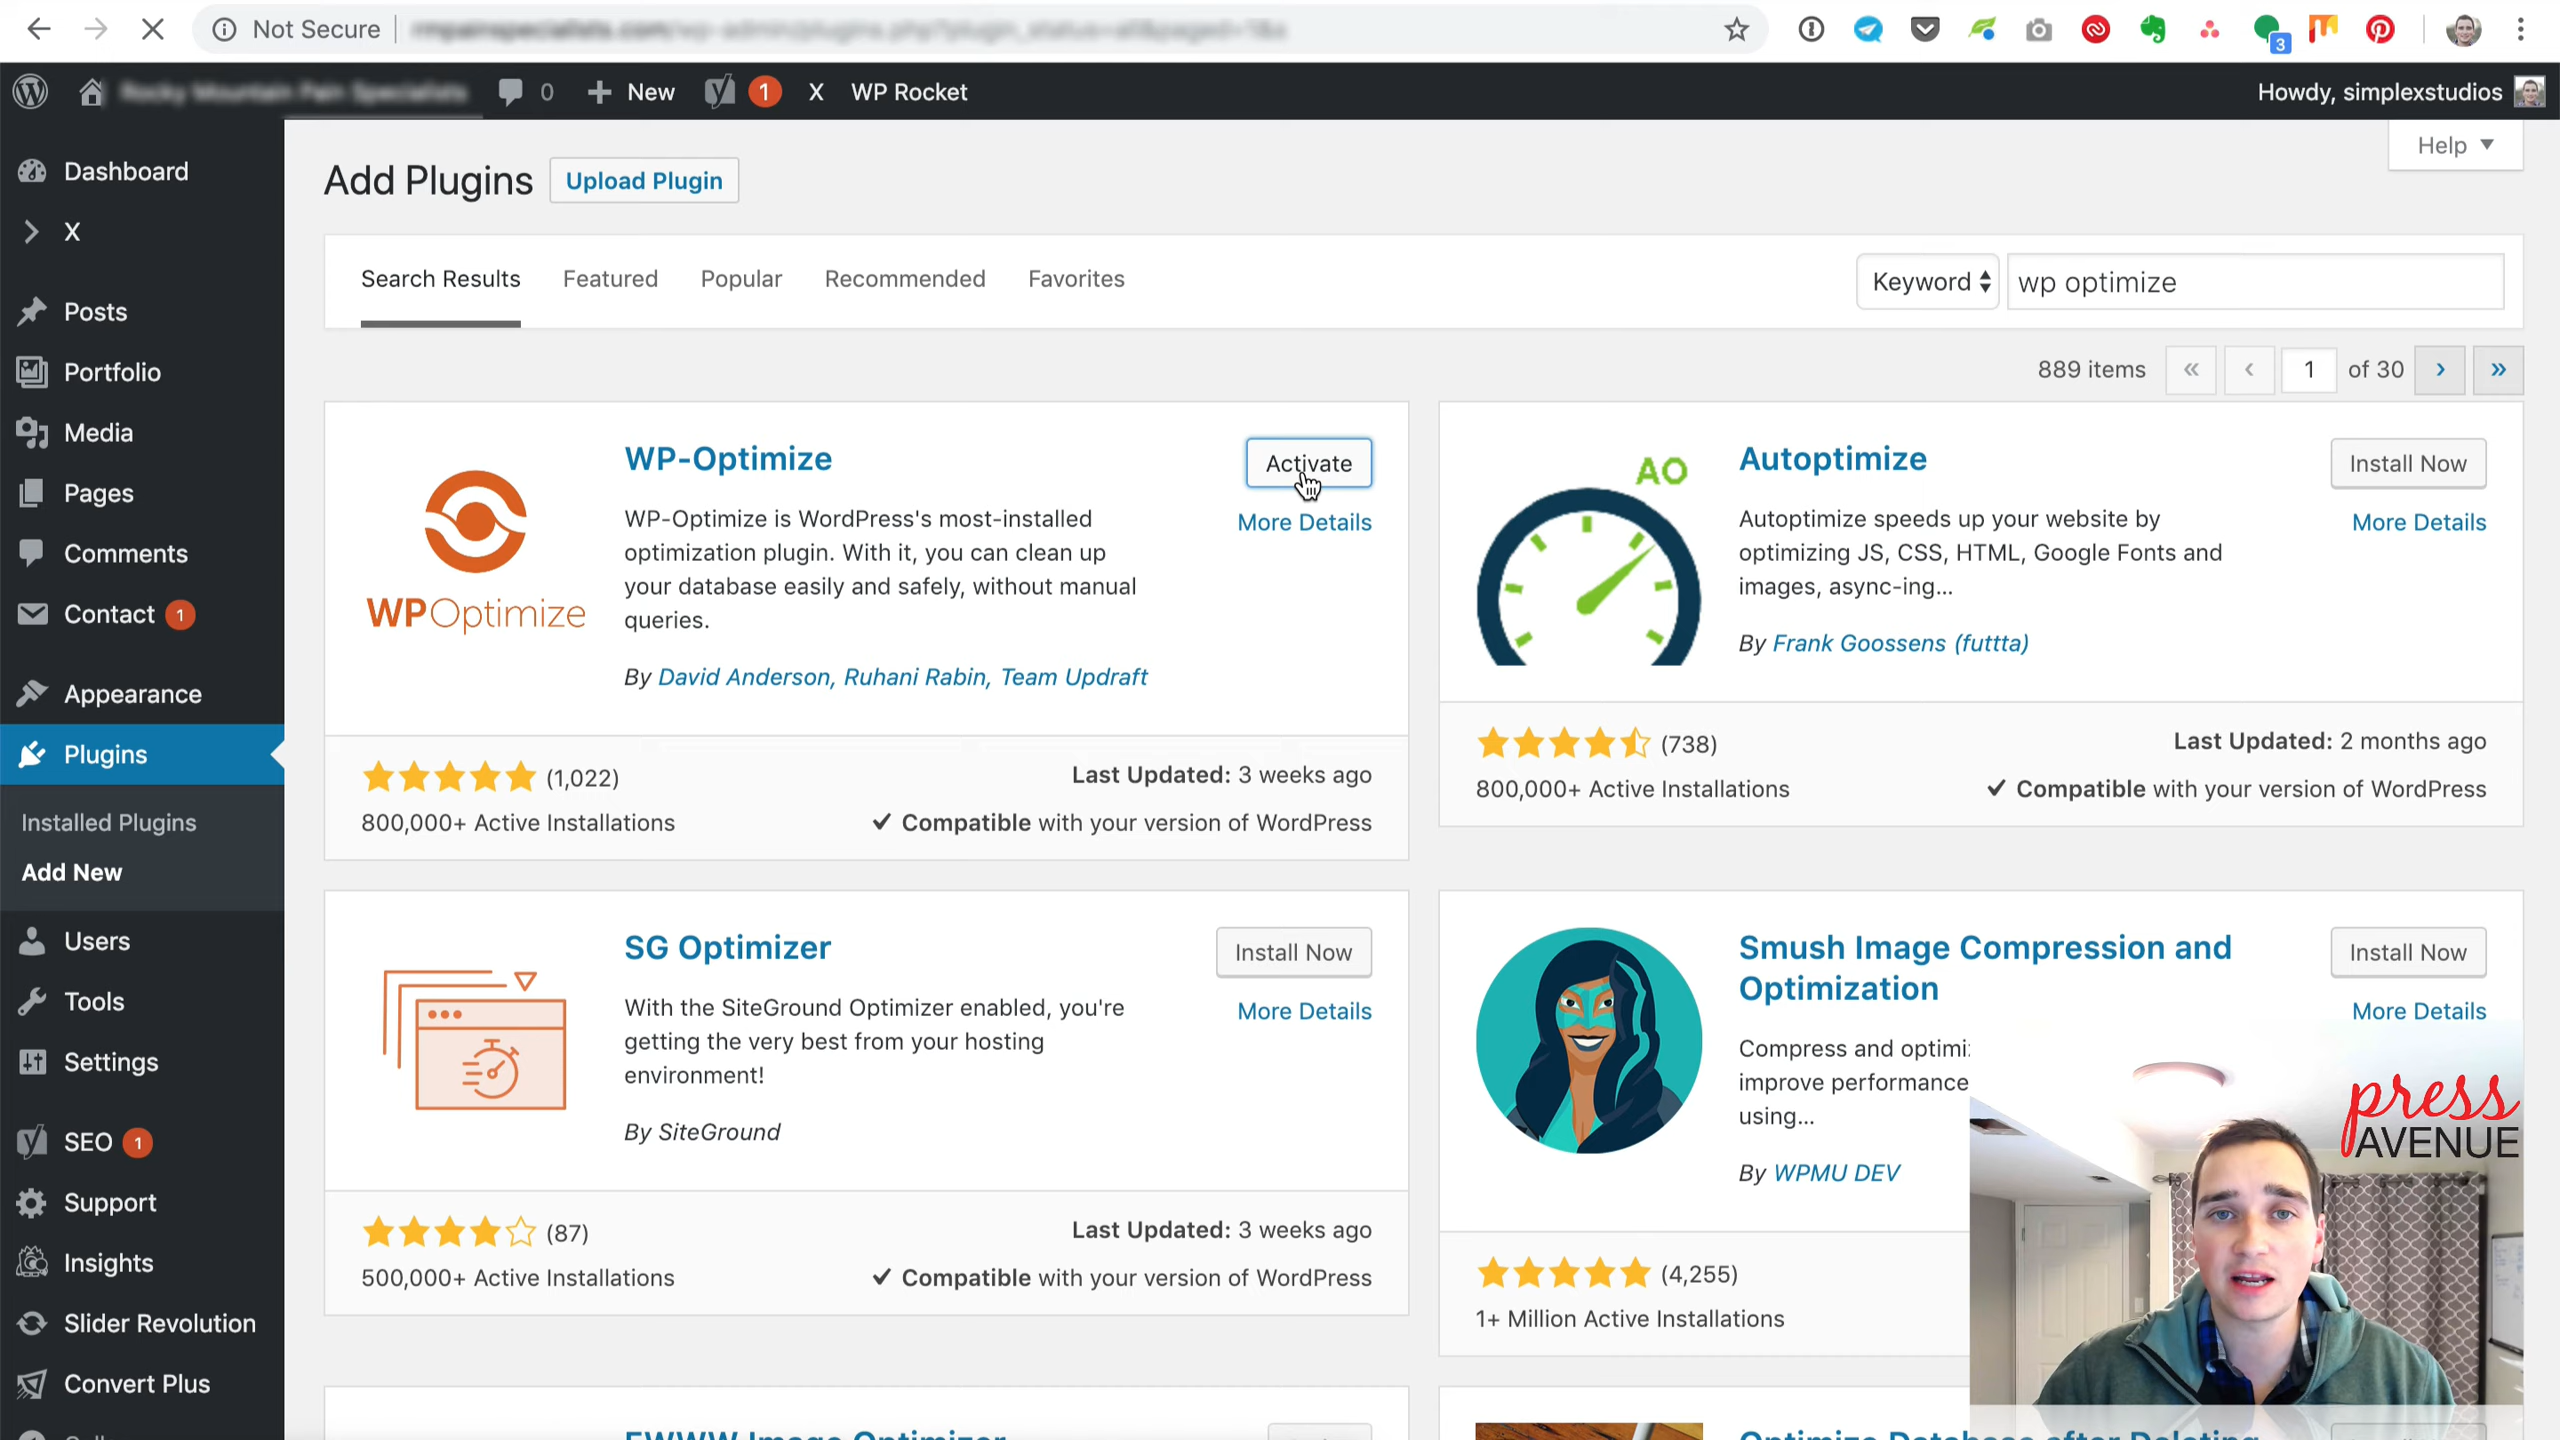 Not Secure
3
0
New
1
X
WP Rocket
Howdy, simplexstudios
Dashboard
X
Posts
Portfolio
Media
Pages
Comments
Contact 1
Appearance
Plugins
Installed Plugins
Add New
Users
Tools
Settings
SEO 1
Support
Insights
Slider Revolution
Convert Plus
Help ▼
Add Plugins
Upload Plugin
Search Results
Featured
Popular
Recommended
Favorites
Keyword
wp optimize
889 items « ‹ 1 of 30 › »
WP-Optimize
Activate
More Details
WPOptimize
WP-Optimize is WordPress's most-installed
optimization plugin. With it, you can clean up
your database easily and safely, without manual
queries.
By David Anderson, Ruhani Rabin, Team Updraft
(1,022)
Last Updated: 3 weeks ago
800,000+ Active Installations
✔ Compatible with your version of WordPress
AO
Autoptimize
Install Now
More Details
Autoptimize speeds up your website by
optimizing JS, CSS, HTML, Google Fonts and
images, async-ing...
By Frank Goossens (futtta)
(738)
Last Updated: 2 months ago
800,000+ Active Installations
✔ Compatible with your version of WordPress
SG Optimizer
Install Now
More Details
With the SiteGround Optimizer enabled, you're
getting the very best from your hosting
environment!
By SiteGround
(87)
Last Updated: 3 weeks ago
500,000+ Active Installations
✔ Compatible with your version of WordPress
Smush Image Compression and
Optimization
Install Now
More Details
Compress and optimi
improve performance
using...
By WPMU DEV
(4,255)
1+ Million Active Installations
press
AVENUE
EWWW Image Optimizer
Optimize Database after Deleting